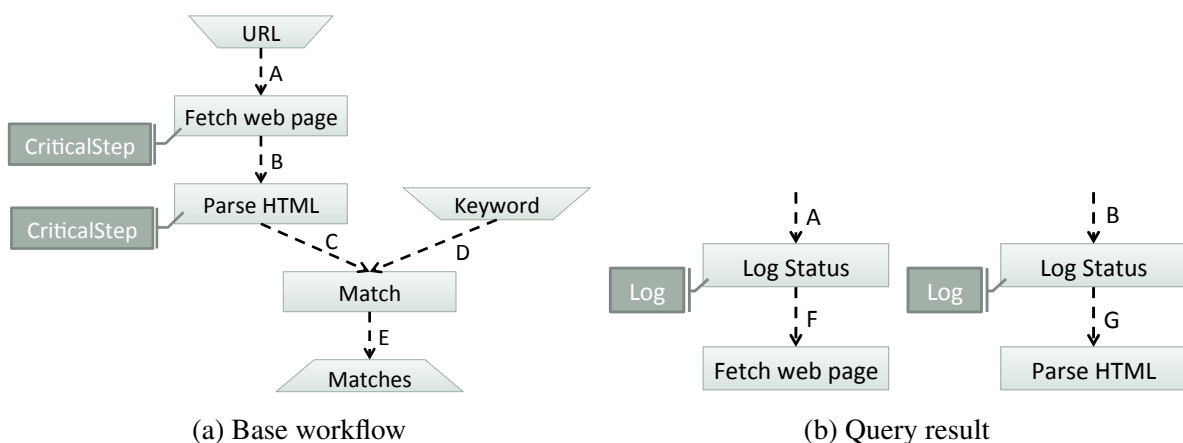 URL
A
Fetch web page
CriticalStep
B
Parse HTML
CriticalStep
Keyword
C
D
Match
E
Matches
(a) Base workflow
A
B
Log Status
Log Status
Log
Log
F
G
Fetch web page
Parse HTML
(b) Query result